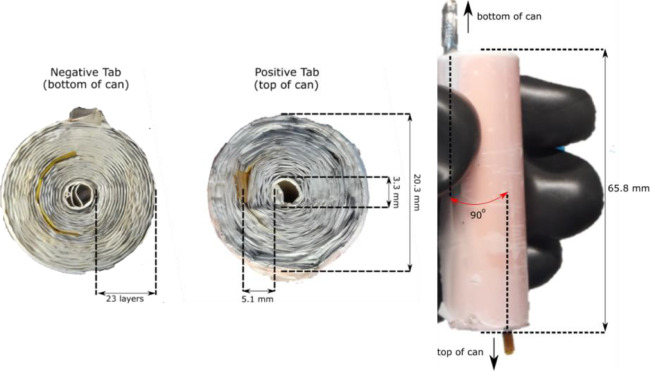 Negative Tab
(bottom of can)
Positive Tab
(top of can)
bottom of can
3.3 mm
20.3 mm
65.8 mm
90°
23 layers
5.1 mm
top of can